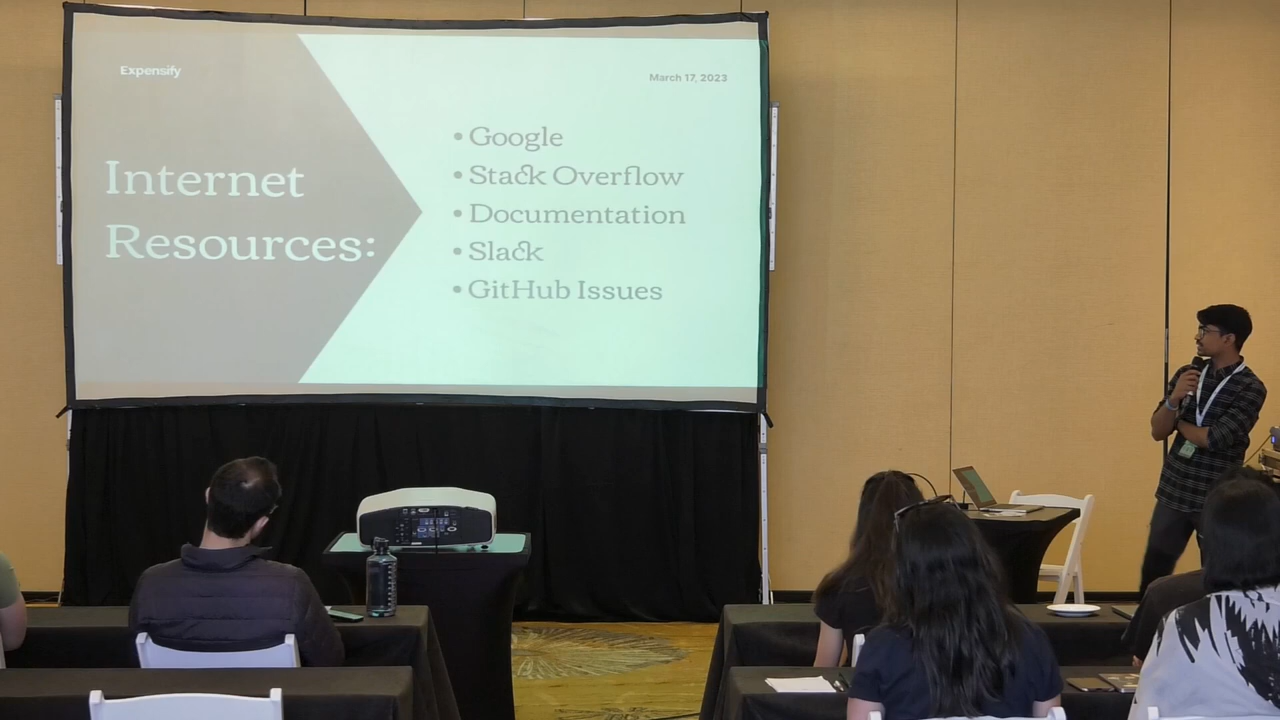 Expensify
March 17, 2023
Internet
Resources:
• Google
• Stack Overflow
• Documentation
• Slack
• GitHub Issues